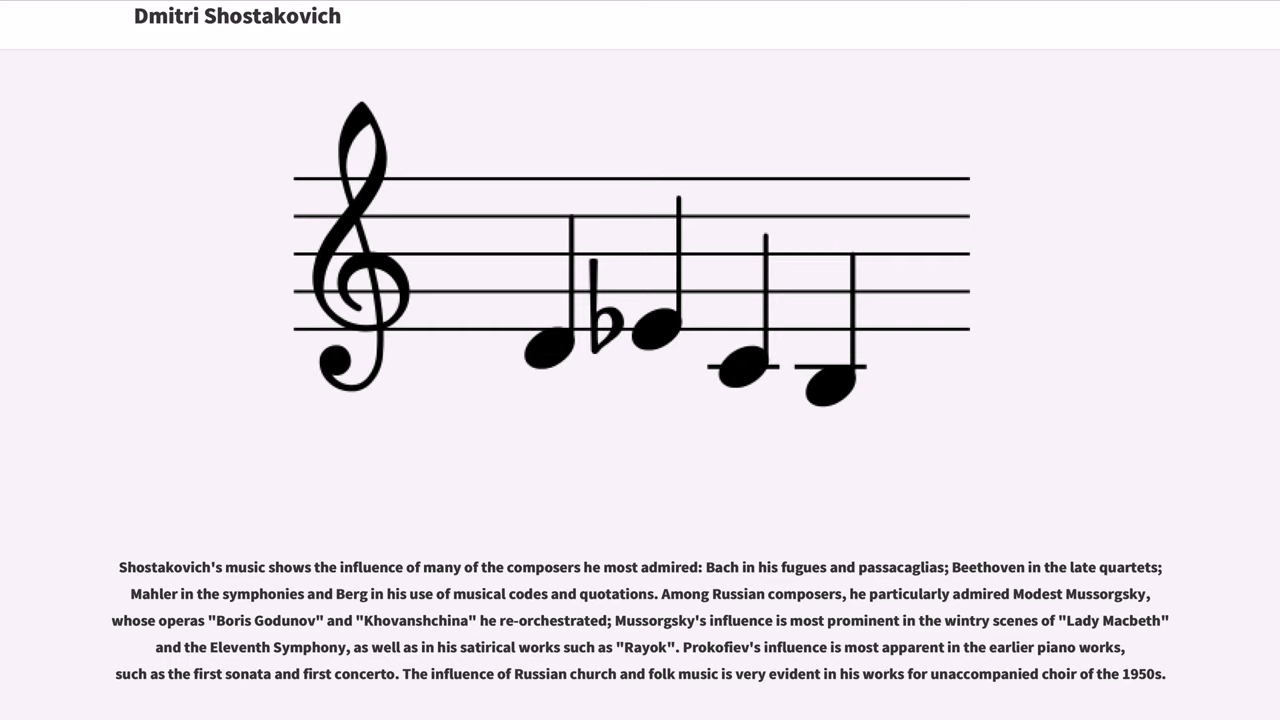 Dmitri Shostakovich
Shostakovich's music shows the influence of many of the composers he most admired: Bach in his fugues and passacaglias; Beethoven in the late quartets;
Mahler in the symphonies and Berg in his use of musical codes and quotations. Among Russian composers, he particularly admired Modest Mussorgsky,
whose operas "Boris Godunov" and "Khovanshchina" he re-orchestrated; Mussorgsky's influence is most prominent in the wintry scenes of "Lady Macbeth"
and the Eleventh Symphony, as well as in his satirical works such as "Rayok". Prokofiev's influence is most apparent in the earlier piano works,
such as the first sonata and first concerto. The influence of Russian church and folk music is very evident in his works for unaccompanied choir of the 1950s.